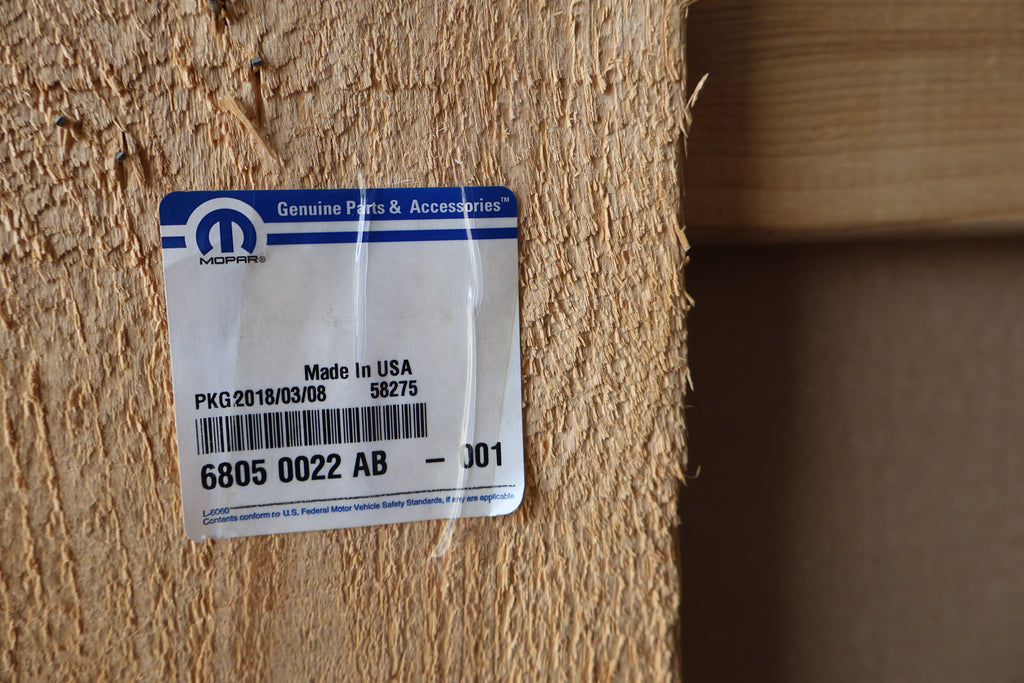 Genuine Parts & Accessories™
MOPAR®
Made In USA
PKG 2018/03/08 58275
6805 0022 AB – 001
L-6060
Contents conform to U.S. Federal Motor Vehicle Safety Standards, if any are applicable.